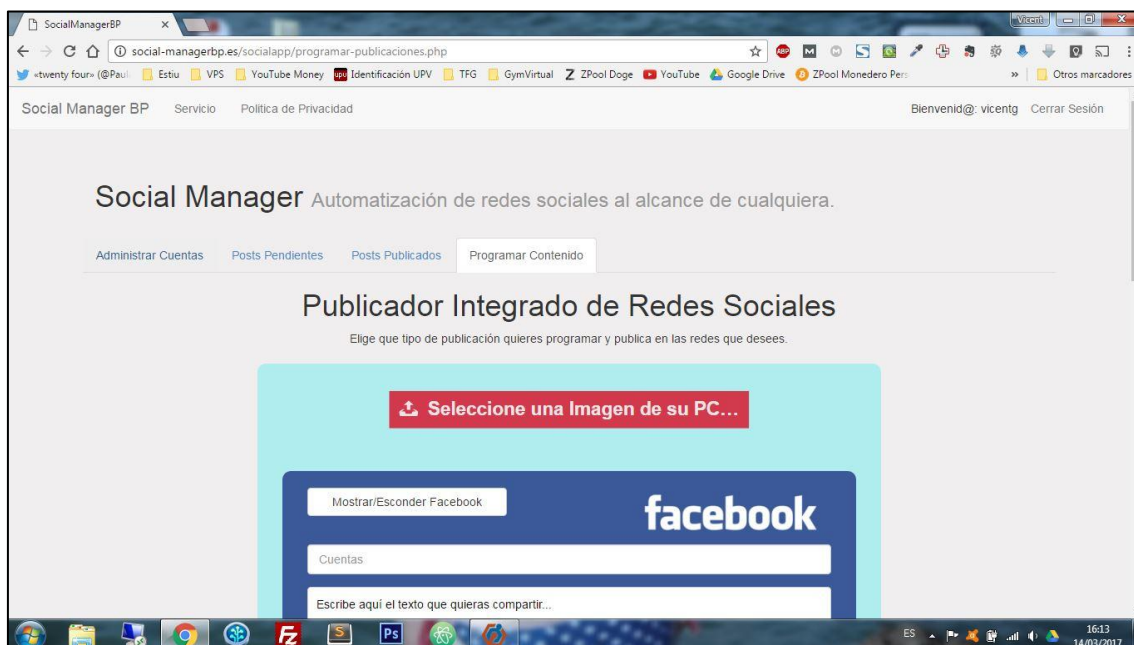 SocialManagerBP
Vicent
social-managerbp.es/socialapp/programar-publicaciones.php
«twenty four» (@Paul Estiu VPS YouTube Money Identificación UPV TFG GymVirtual ZPool Doge YouTube Google Drive ZPool Monedero Pers » Otros marcadores
Social Manager BP Servicio Politica de Privacidad Bienvenid@: vicentg Cerrar Sesión
Social Manager Automatización de redes sociales al alcance de cualquiera.
Administrar Cuentas Posts Pendientes Posts Publicados Programar Contenido
Publicador Integrado de Redes Sociales
Elige que tipo de publicación quieres programar y publica en las redes que desees.
Seleccione una Imagen de su PC...
Mostrar/Esconder Facebook facebook
Cuentas
Escribe aquí el texto que quieras compartir...
ES 16:13
14/03/2017